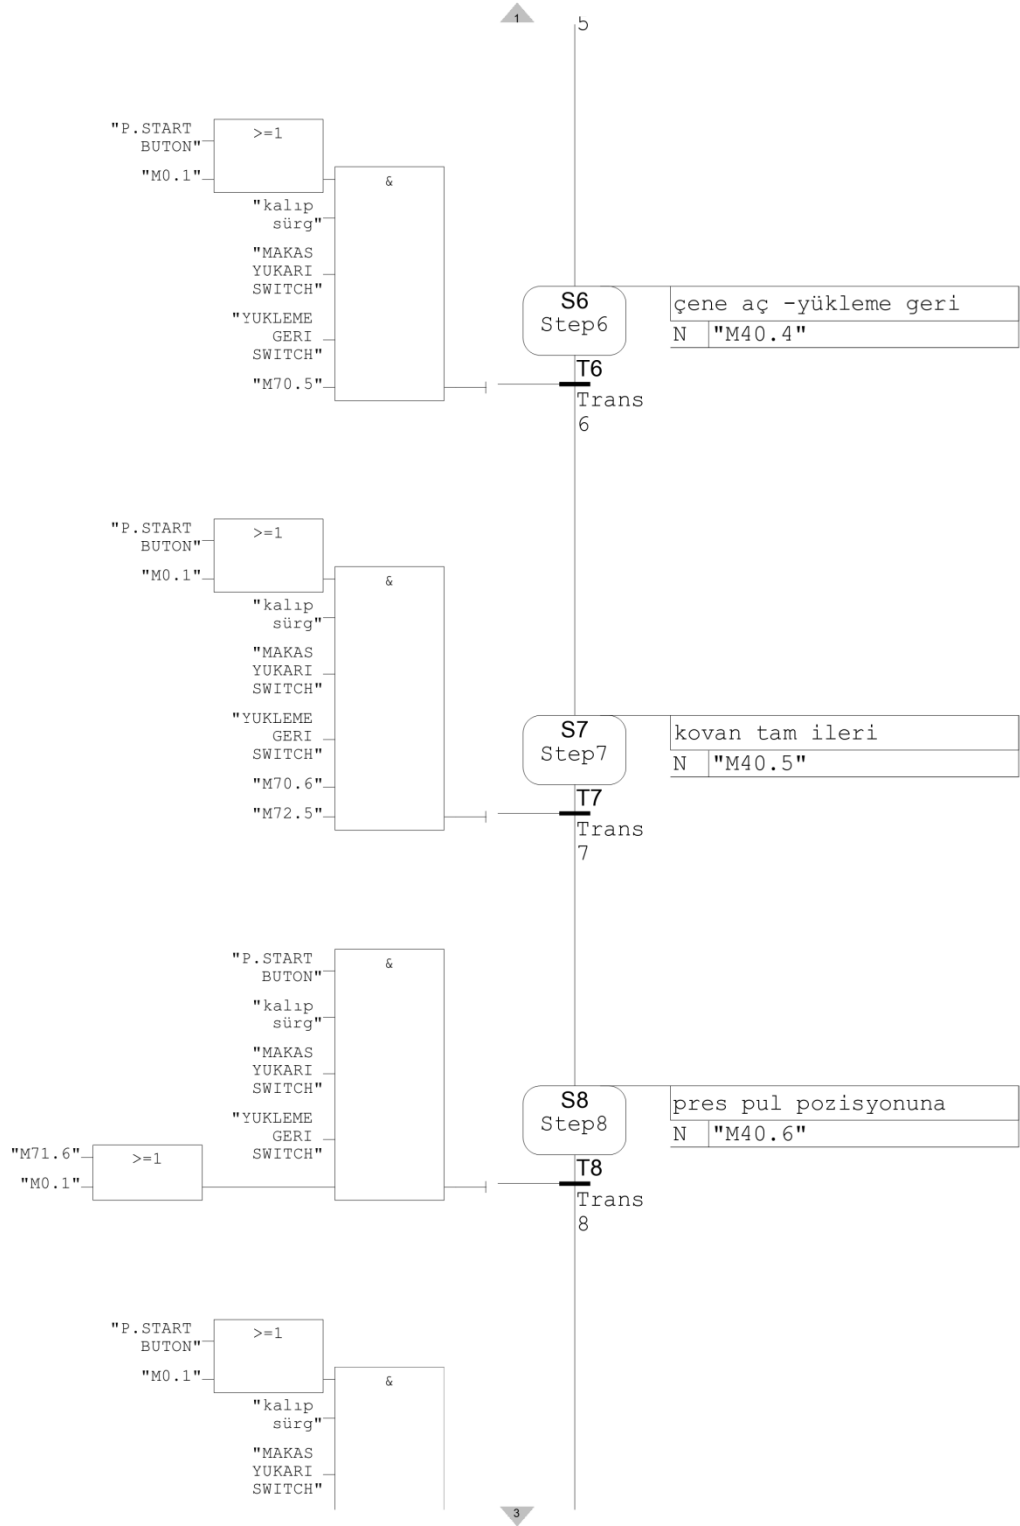 1
5
"P.START
BUTON"
>=1
"M0.1"
&
"kalıp
sürg"
"MAKAS
YUKARI
SWITCH"
"YUKLEME
GERI
SWITCH"
"M70.5"
S6
Step6
çene aç -yükleme geri
N "M40.4"
T6
Trans
6
"P.START
BUTON"
>=1
"M0.1"
&
"kalıp
sürg"
"MAKAS
YUKARI
SWITCH"
"YUKLEME
GERI
SWITCH"
"M70.6"
"M72.5"
S7
Step7
kovan tam ileri
N "M40.5"
T7
Trans
7
"P.START
BUTON"
&
"kalıp
sürg"
"MAKAS
YUKARI
SWITCH"
"YUKLEME
GERI
SWITCH"
"M71.6"
>=1
"M0.1"
S8
Step8
pres pul pozisyonuna
N "M40.6"
T8
Trans
8
"P.START
BUTON"
>=1
"M0.1"
&
"kalıp
sürg"
"MAKAS
YUKARI
SWITCH"
3